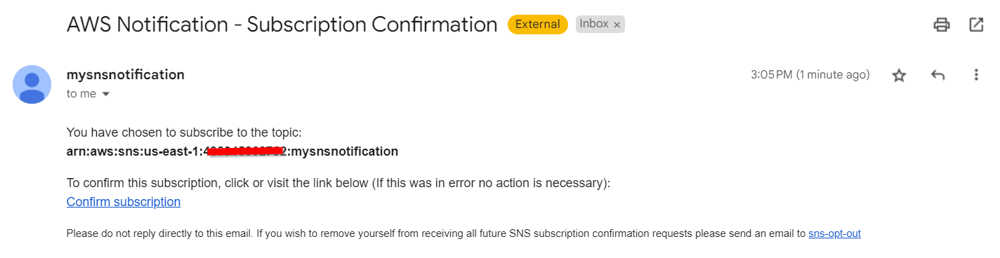 AWS Notification - Subscription Confirmation External Inbox ×
mysnsnotification 3:05 PM (1 minute ago)
to me
You have chosen to subscribe to the topic:
arn:aws:sns:us-east-1:4 2:mysnsnotification
To confirm this subscription, click or visit the link below (If this was in error no action is necessary):
Confirm subscription
Please do not reply directly to this email. If you wish to remove yourself from receiving all future SNS subscription confirmation requests please send an email to sns-opt-out